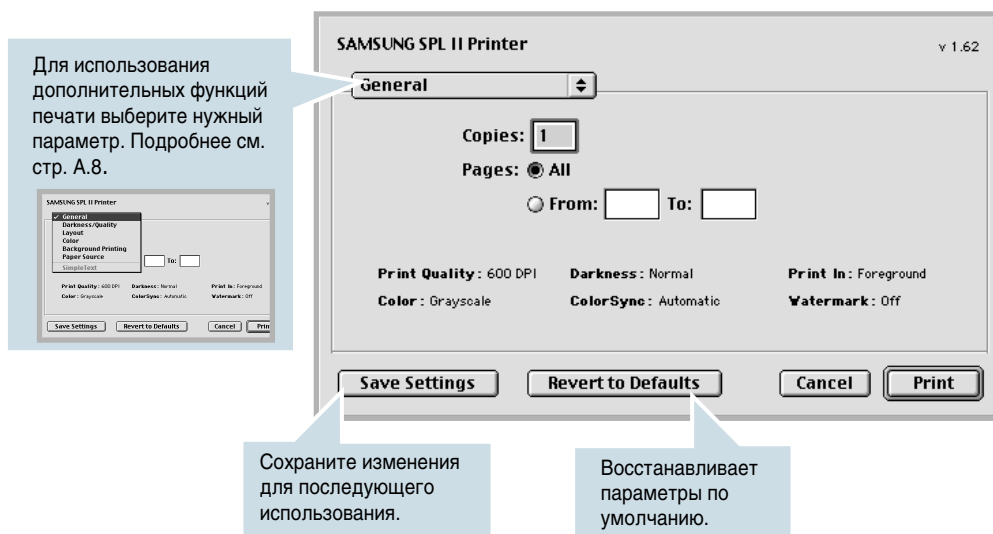 SAMSUNG SPL II Printer
v 1.62
General
Copies: 1
Pages: All
From: To:
Print Quality: 600 DPI Darkness: Normal Print In: Foreground
Color: Grayscale ColorSync: Automatic Watermark: Off
Save Settings Revert to Defaults Cancel Print
Для использования
дополнительных функций
печати выберите нужный
параметр. Подробнее см.
стр. A.8.
SAMSUNG SPL II Printer
General
Darkness/Quality
Layout
Color
Background Printing
Paper Source
SimpleText
To:
Print Quality: 600 DPI Darkness: Normal Print In: Foreground
Color: Grayscale ColorSync: Automatic Watermark: Off
Save Settings Revert to Defaults Cancel Prin
Сохраните изменения
для последующего
использования.
Восстанавливает
параметры по
умолчанию.